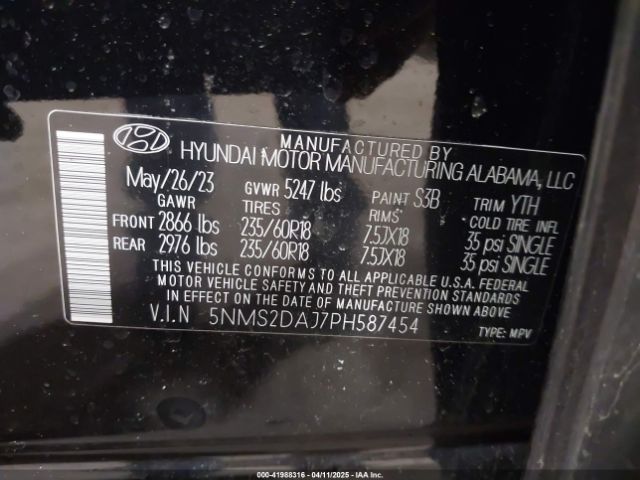 MANUFACTURED BY
HYUNDAI MOTOR MANUFACTURING ALABAMA, LLC
May/26/23 GVWR 5247 lbs PAINT S3B TRIM YTH
GAWR TIRES RIMS COLD TIRE INFL
FRONT 2866 lbs 235/60R18 7.5JX18 35 psi SINGLE
REAR 2976 lbs 235/60R18 7.5JX18 35 psi SINGLE
THIS VEHICLE CONFORMS TO ALL APPLICABLE U.S.A. FEDERAL
MOTOR VEHICLE SAFETY, BUMPER, AND THEFT PREVENTION STANDARDS
IN EFFECT ON THE DATE OF MANUFACTURE SHOWN ABOVE
V.I.N 5NMS2DAJ7PH587454 TYPE: MPV
(000-41988316 - 04/11/2025 - IAA Inc.